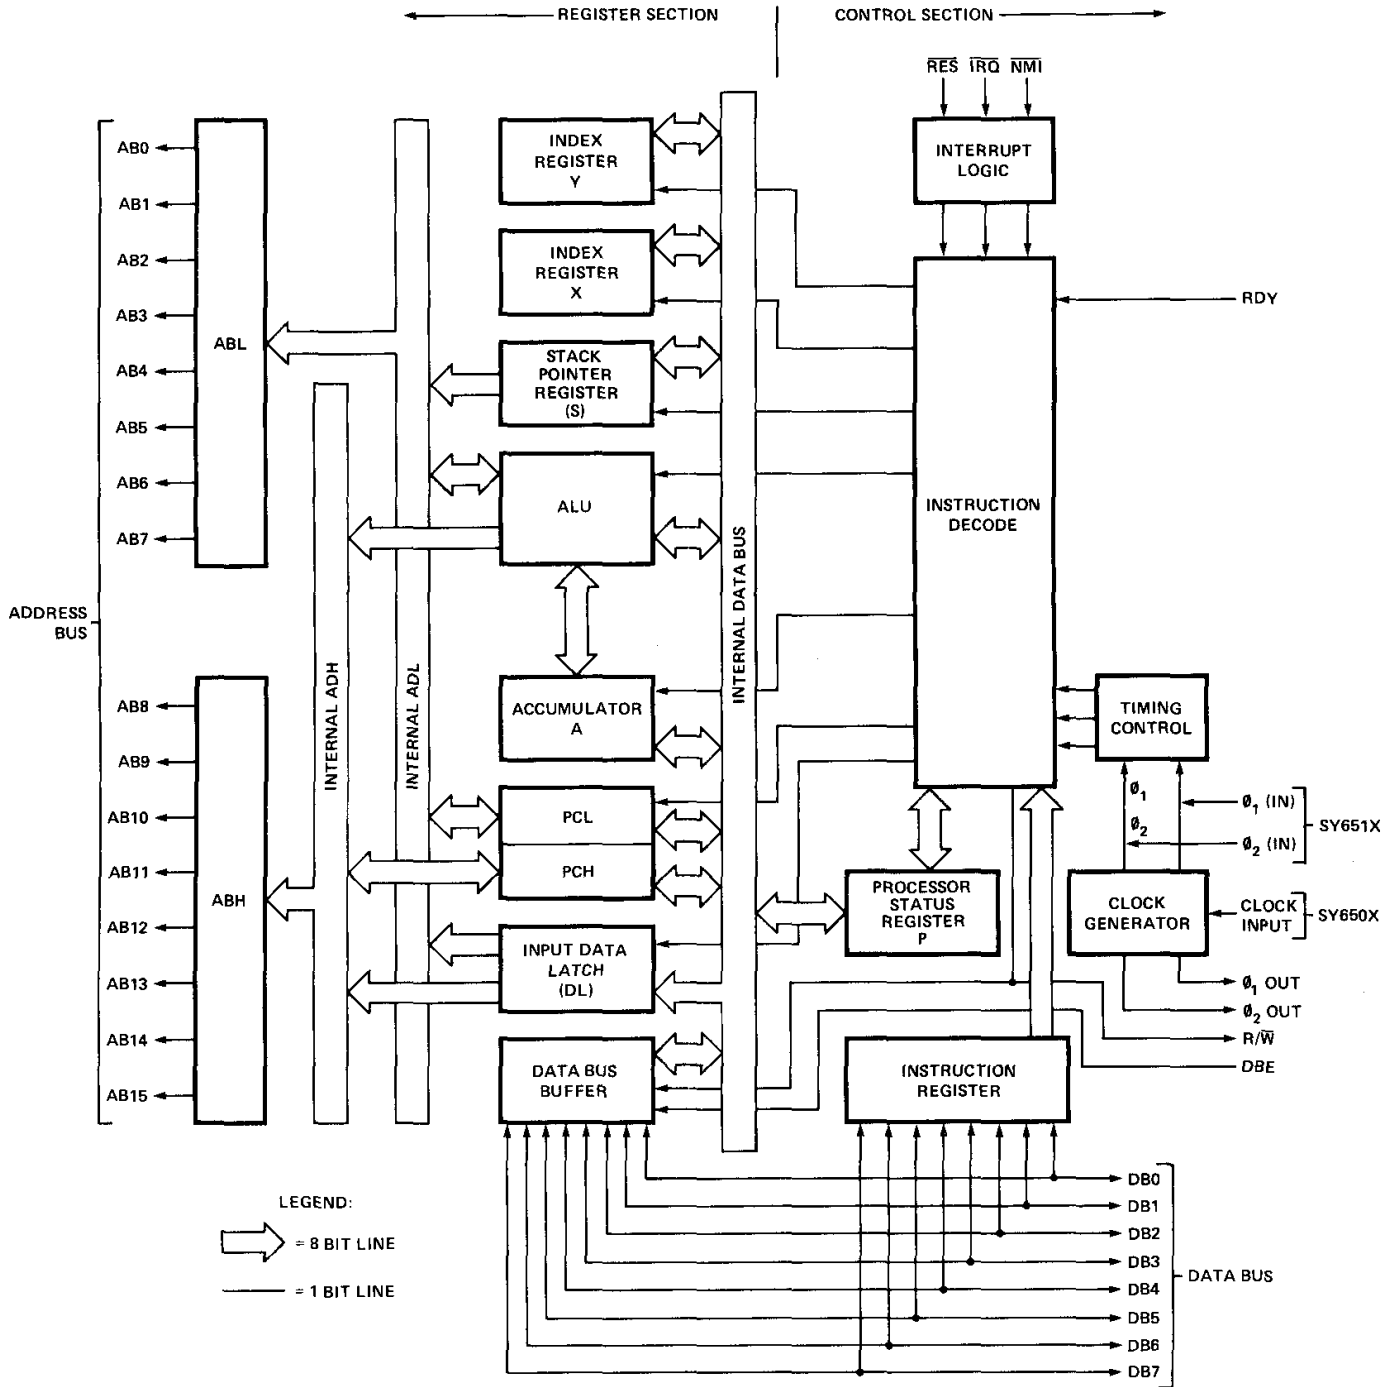 REGISTER SECTION
CONTROL SECTION
RES IRQ NMI
INTERRUPT
LOGIC
AB0
AB1
AB2
AB3
AB4
AB5
AB6
AB7
ABL
ADDRESS
BUS
AB8
AB9
AB10
AB11
AB12
AB13
AB14
AB15
ABH
INTERNAL ADH
INTERNAL ADL
INDEX
REGISTER
Y
INDEX
REGISTER
X
STACK
POINTER
REGISTER
(S)
ALU
ACCUMULATOR
A
PCL
PCH
INPUT DATA
LATCH
(DL)
DATA BUS
BUFFER
INTERNAL DATA BUS
INSTRUCTION
DECODE
RDY
TIMING
CONTROL
Ø1
Ø2
Ø1 (IN)
Ø2 (IN)
SY651X
PROCESSOR
STATUS
REGISTER
P
CLOCK
GENERATOR
CLOCK
INPUT
SY650X
Ø1 OUT
Ø2 OUT
R/W̅
DBE
INSTRUCTION
REGISTER
DB0
DB1
DB2
DB3
DB4
DB5
DB6
DB7
DATA BUS
LEGEND:
= 8 BIT LINE
= 1 BIT LINE